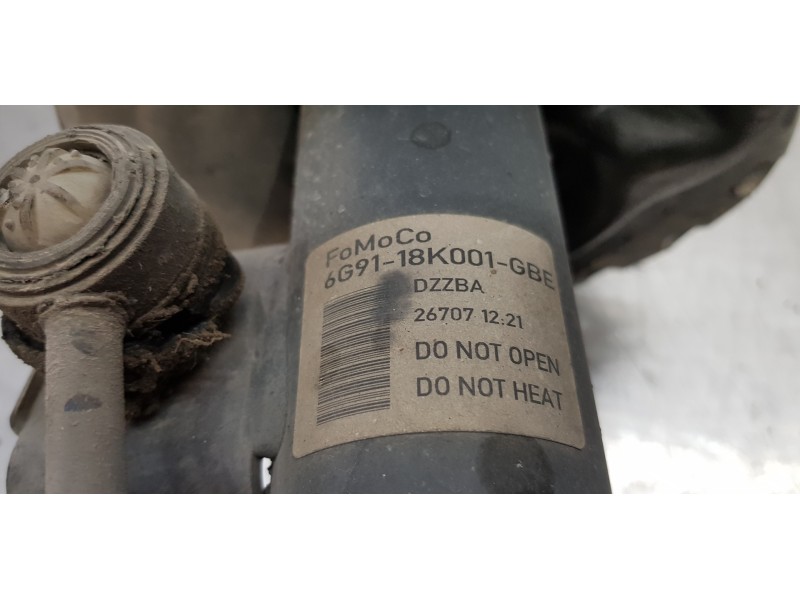 FoMoCo
6G91-18K001-GBE
DZZBA
26707 12:21
DO NOT OPEN
DO NOT HEAT